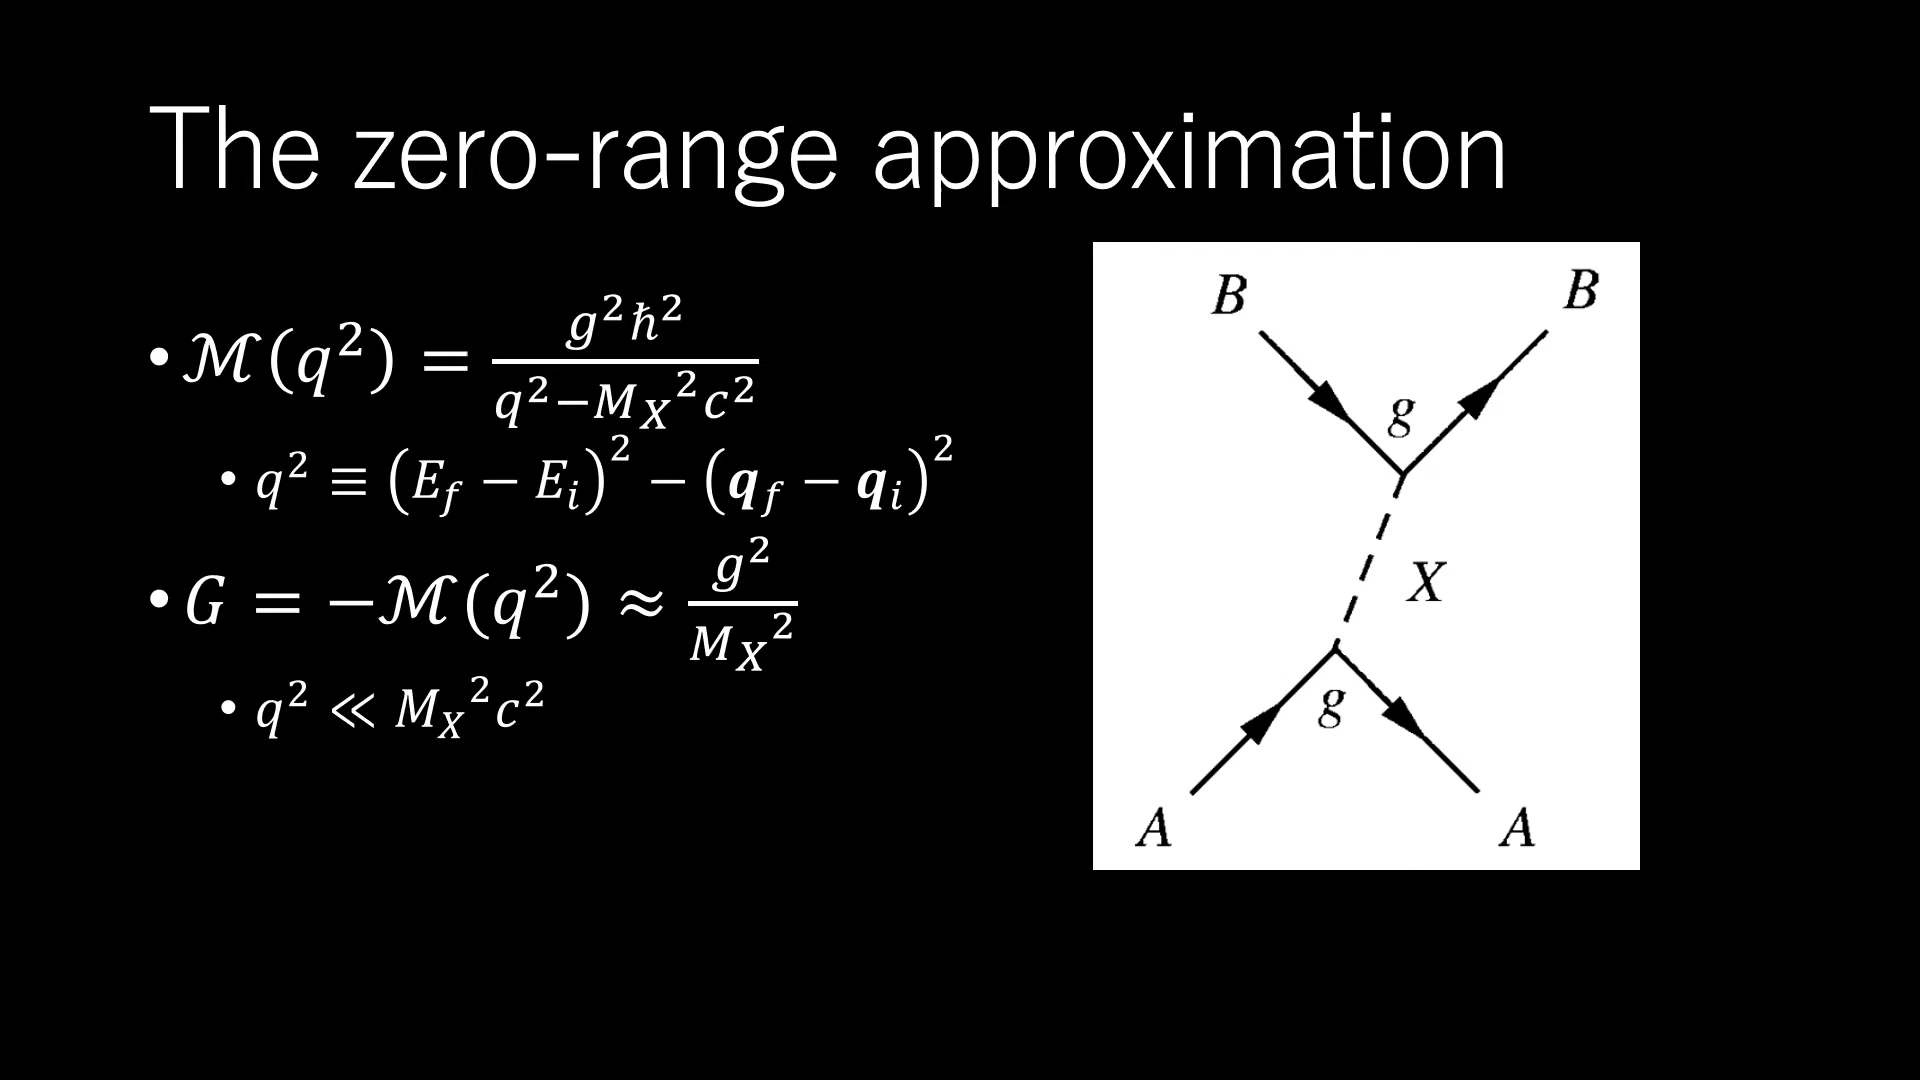 The zero-range approximation
• ℳ(q²) = g²ℏ² / (q² − M_X²c²)
• q² ≡ (E_f − E_i)² − (𝒒_f − 𝒒_i)²
• G = −ℳ(q²) ≈ g² / M_X²
• q² ≪ M_X²c²
B B
g
X
g
A A